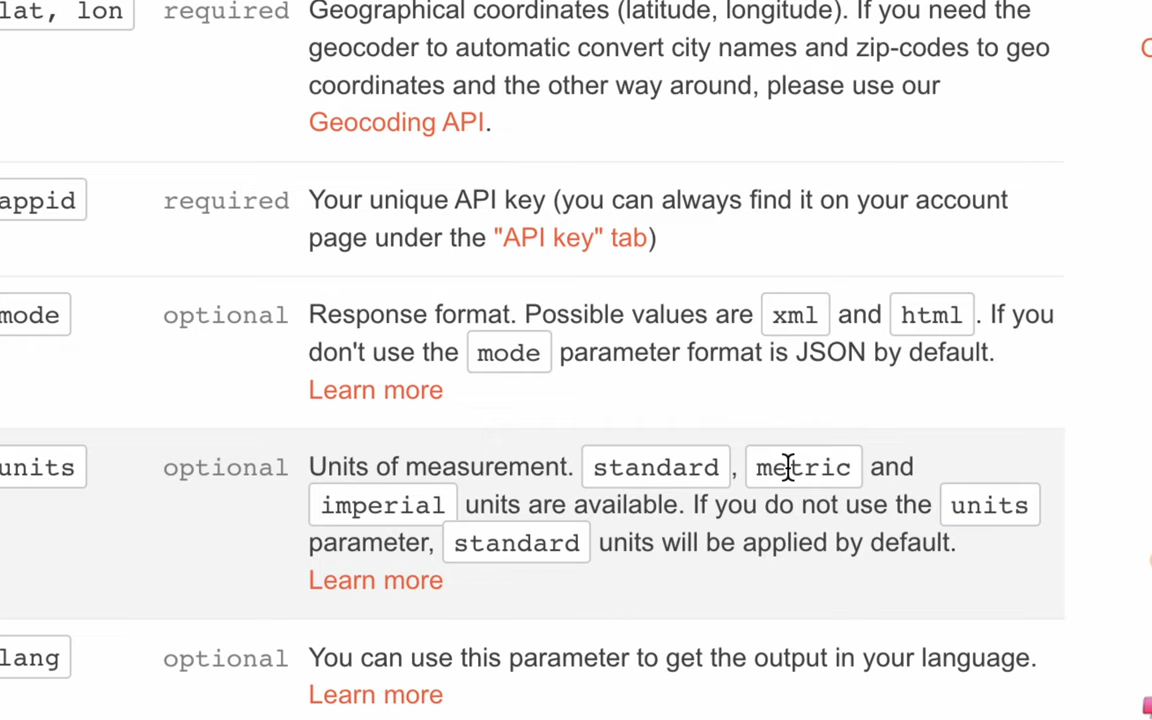 lat, lon required Geographical coordinates (latitude, longitude). If you need the
geocoder to automatic convert city names and zip-codes to geo
coordinates and the other way around, please use our
Geocoding API.
appid required Your unique API key (you can always find it on your account
page under the "API key" tab)
mode optional Response format. Possible values are xml and html. If you
don't use the mode parameter format is JSON by default.
Learn more
units optional Units of measurement. standard, metric and
imperial units are available. If you do not use the units
parameter, standard units will be applied by default.
Learn more
lang optional You can use this parameter to get the output in your language.
Learn more